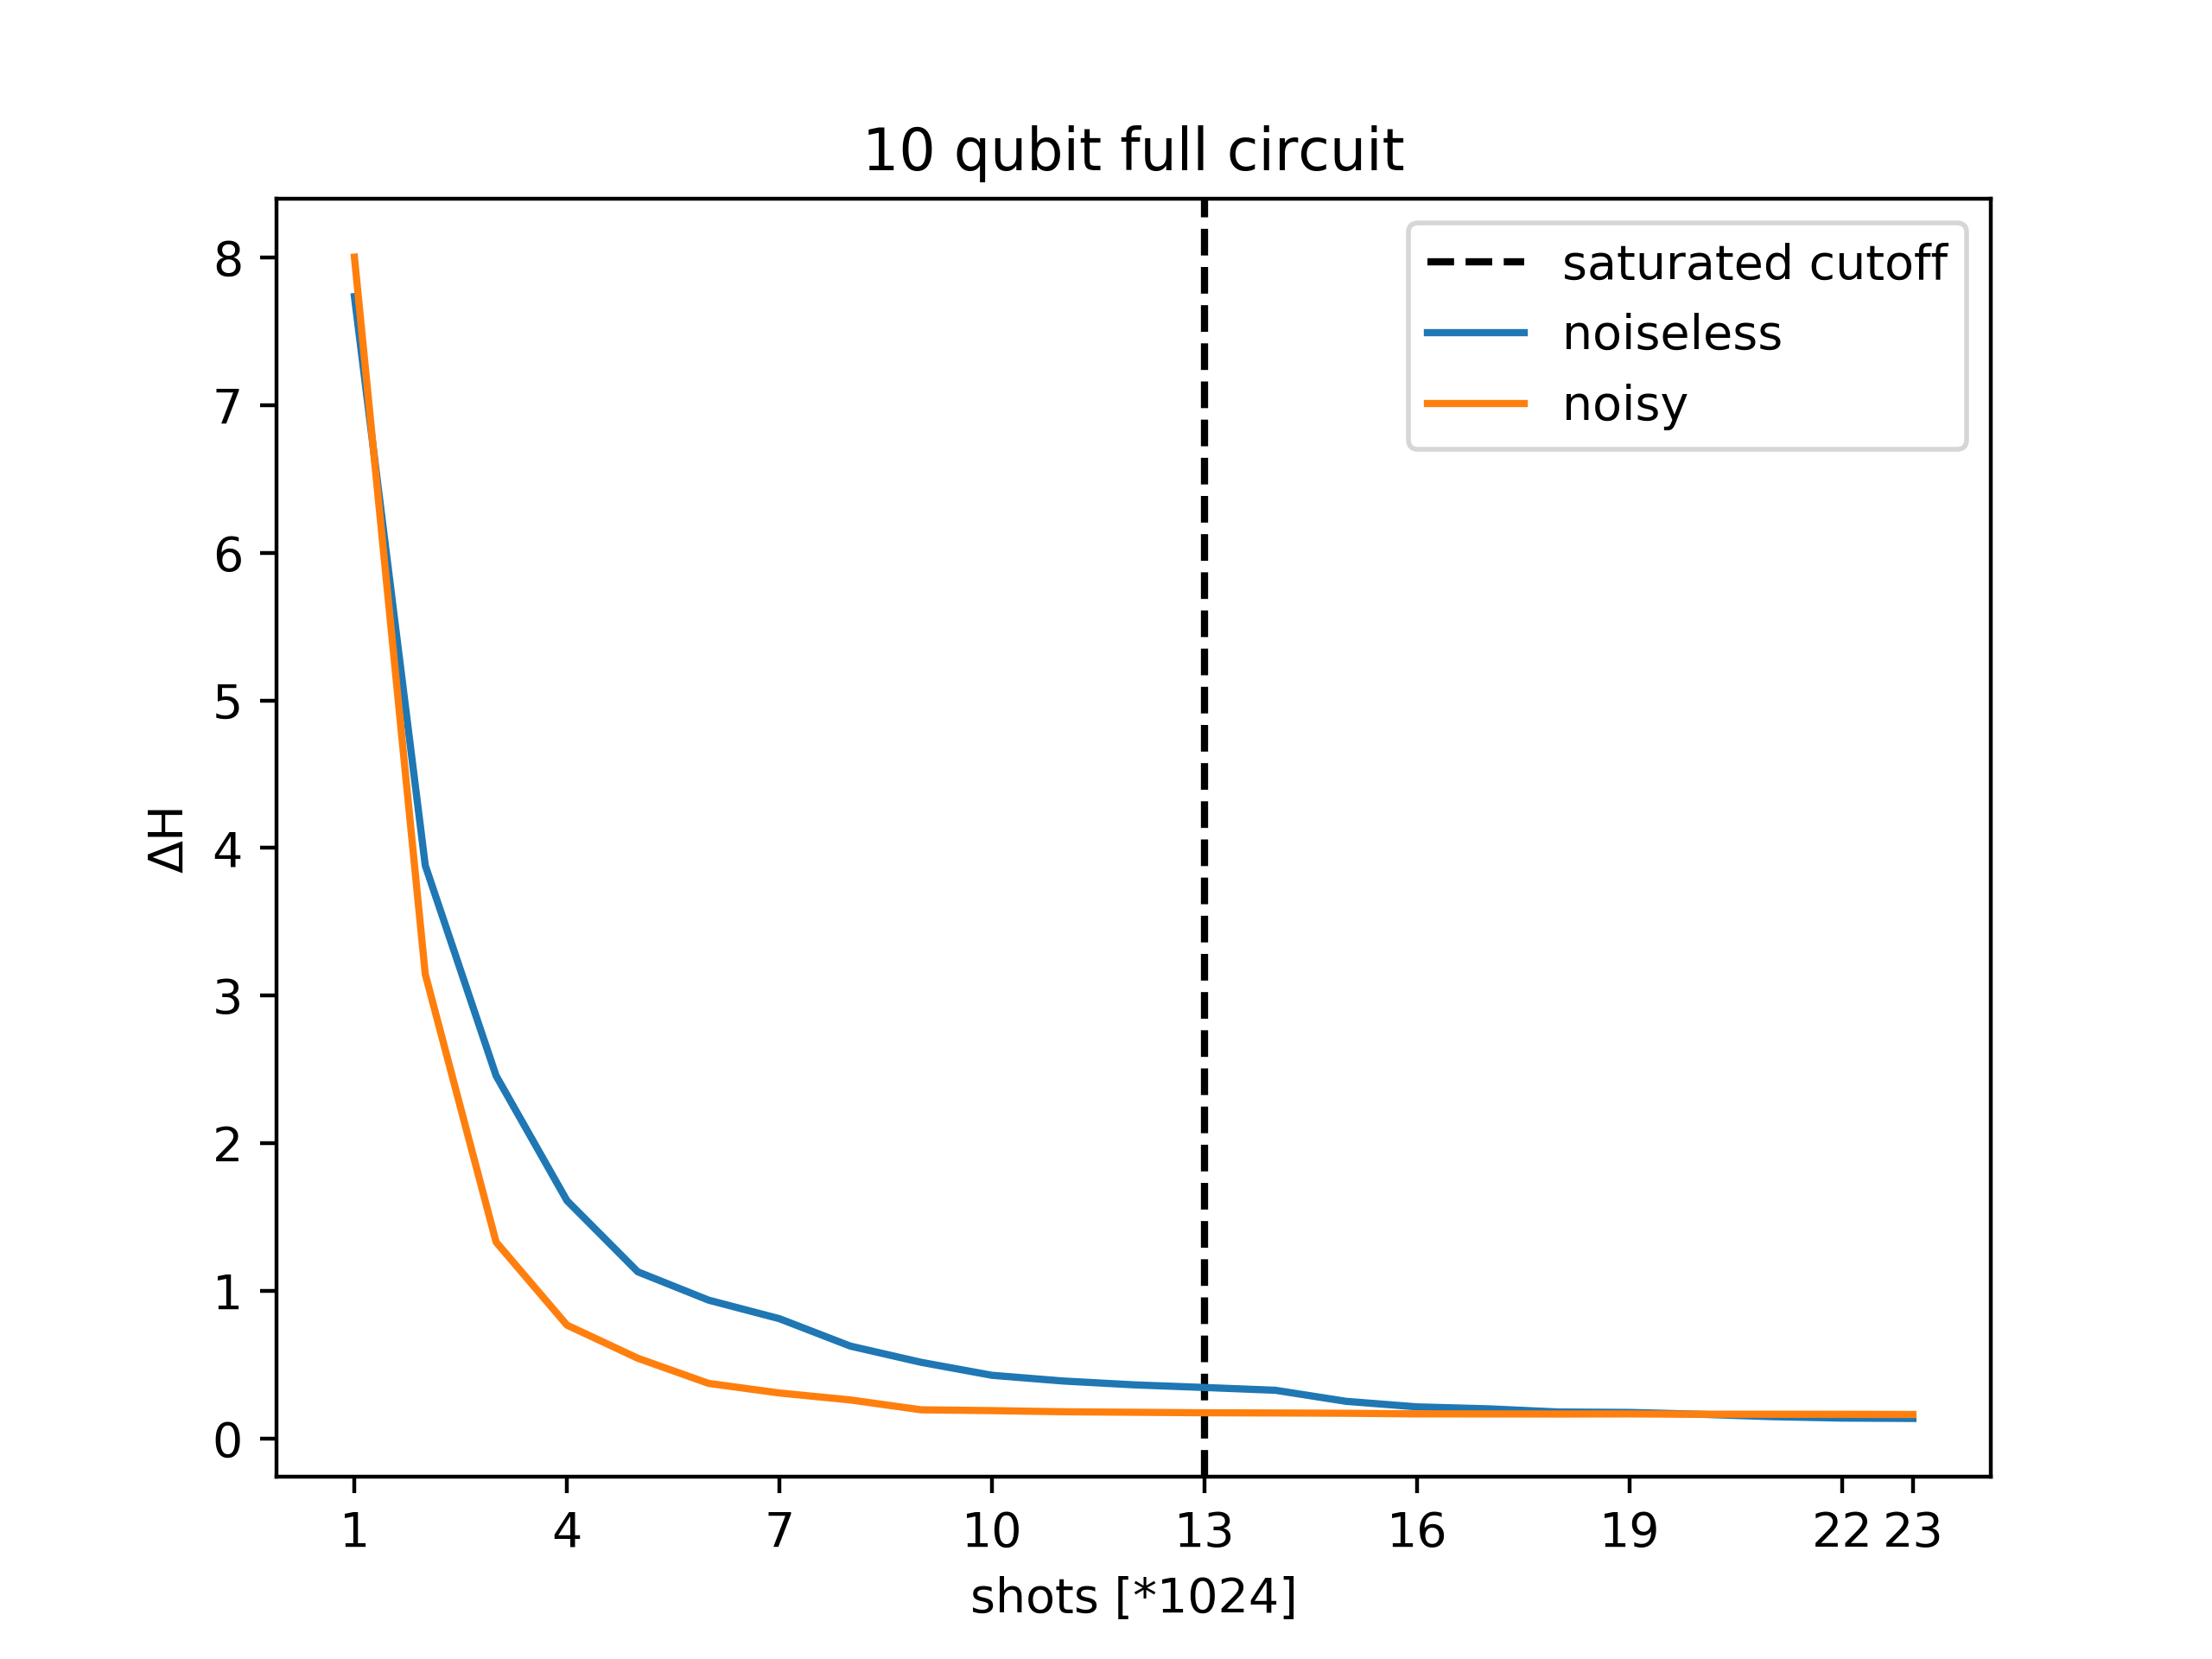 10 qubit full circuit
saturated cutoff
noiseless
noisy
8
7
6
5
4
3
2
1
0
ΔH
1 4 7 10 13 16 19 22 23
shots [*1024]